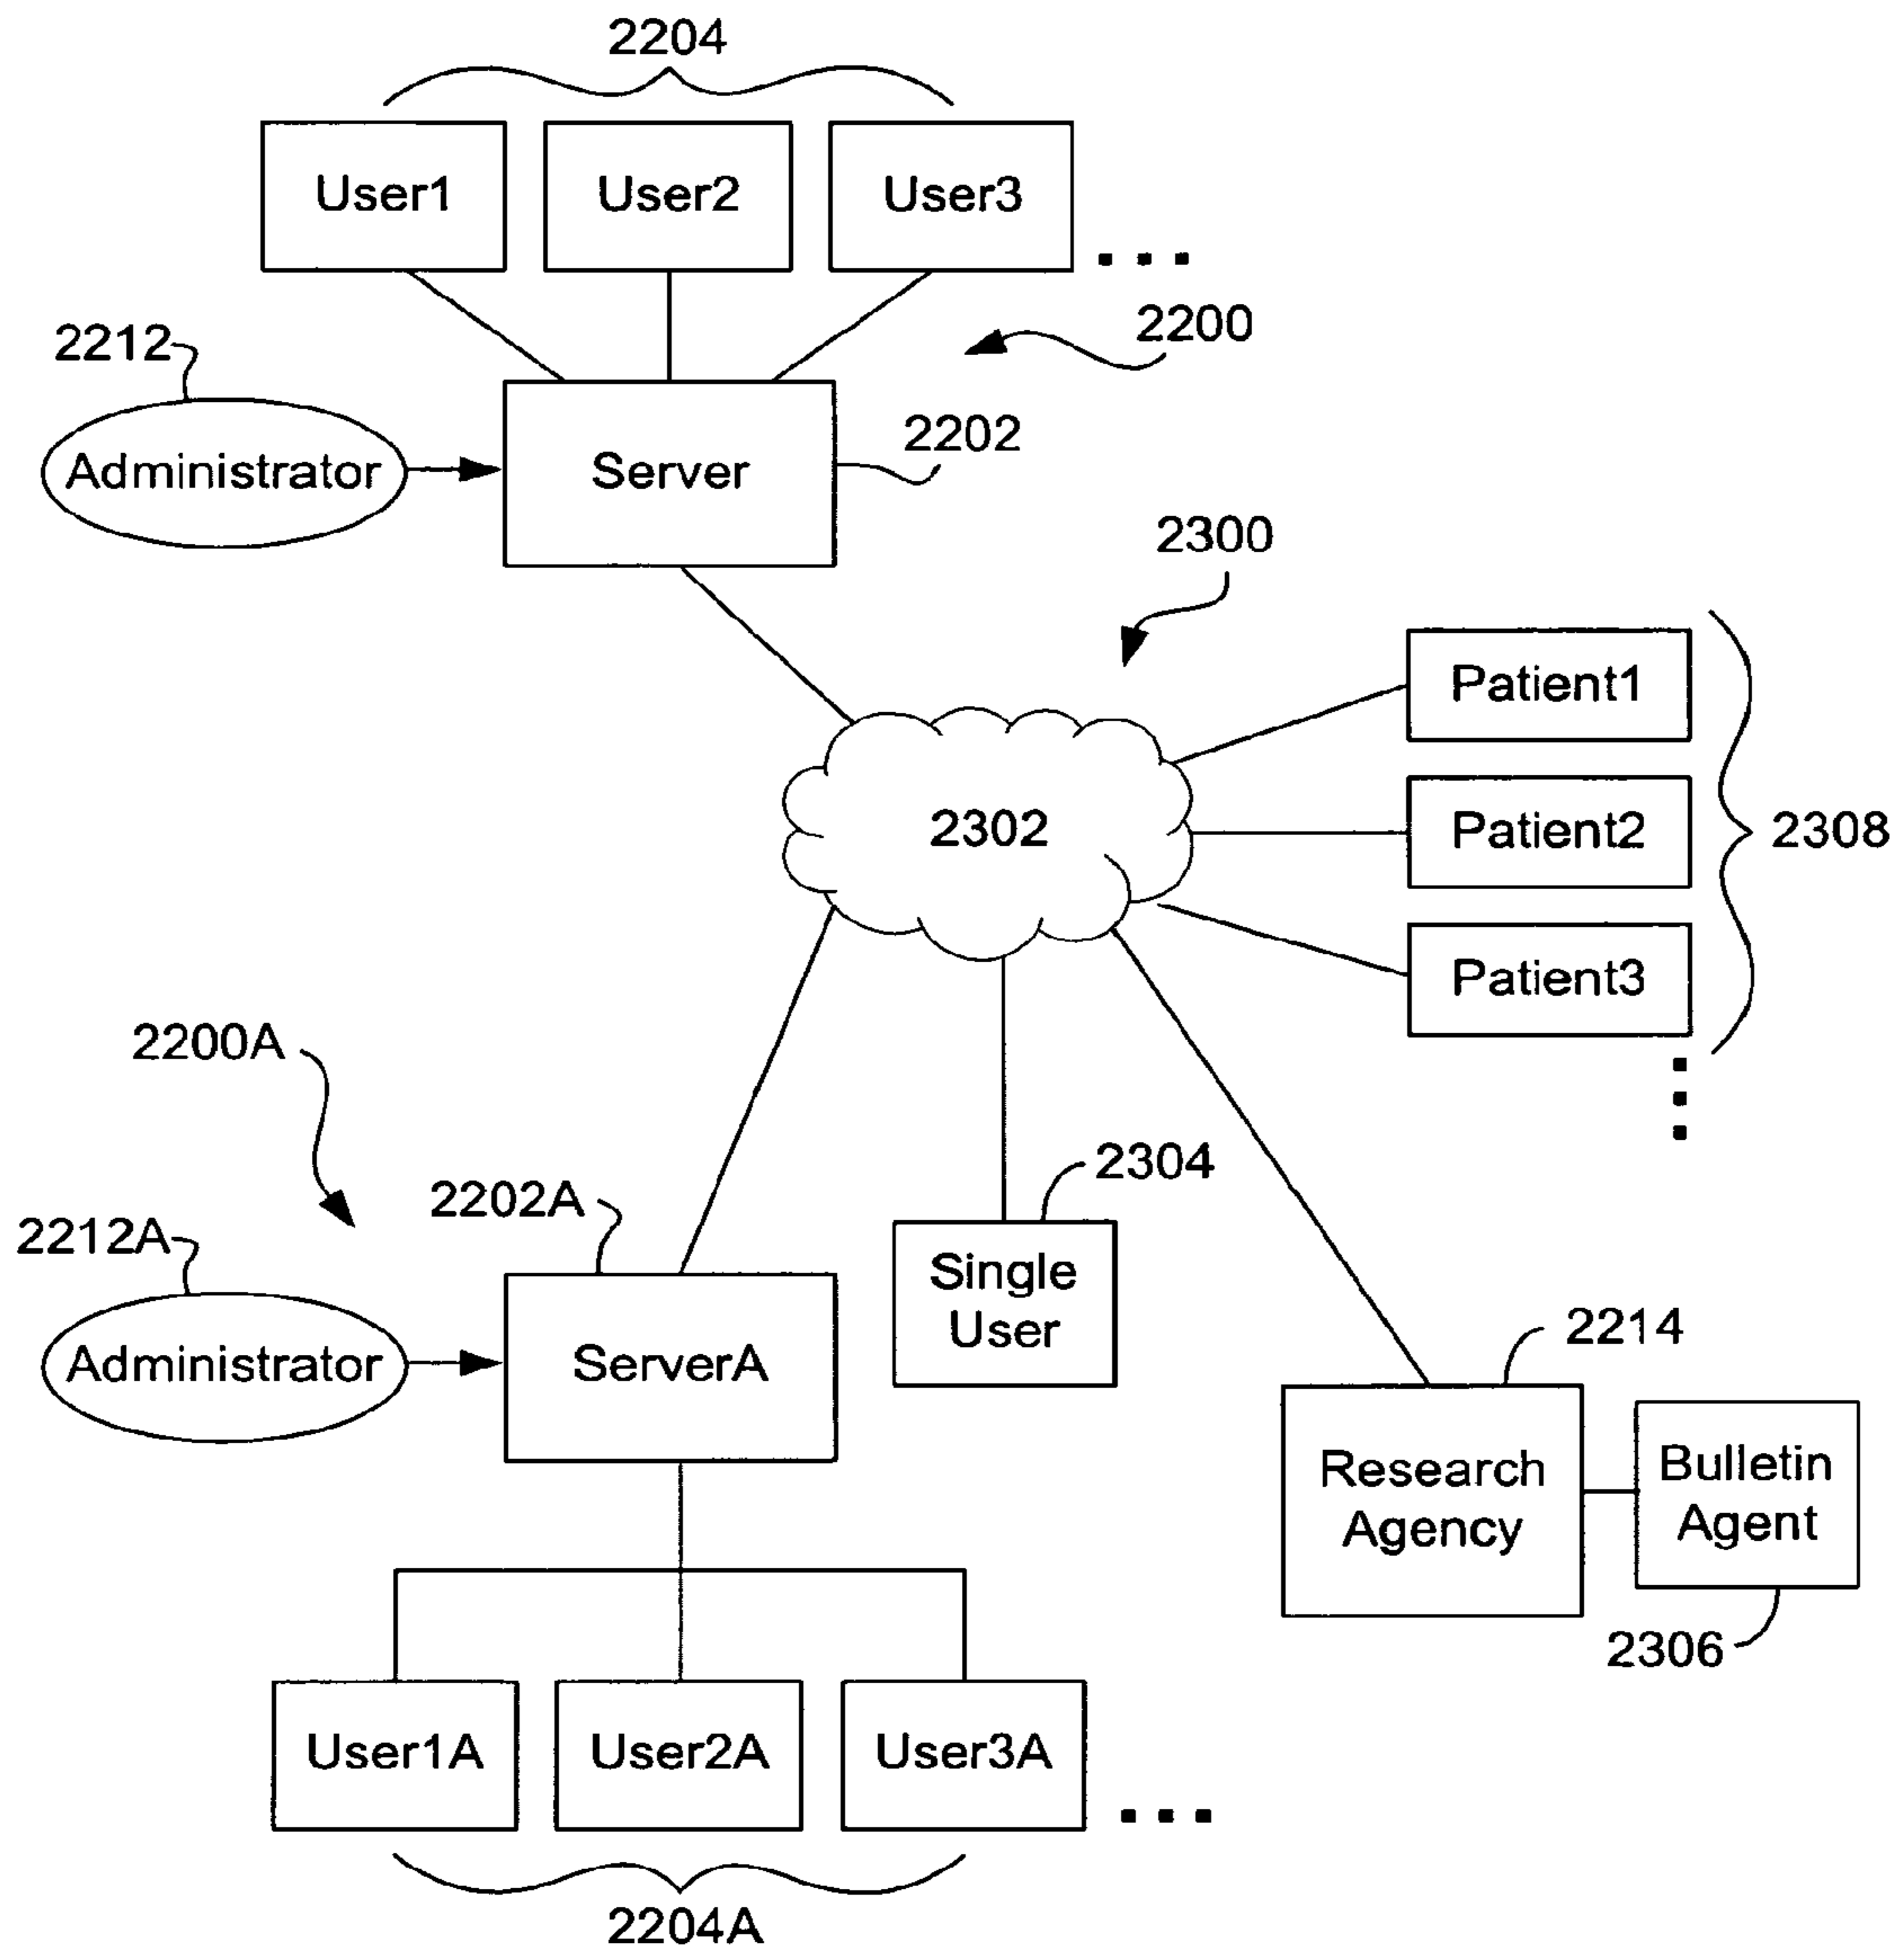 2204
User1
User2
User3
...
2200
2212
Administrator
Server
2202
2300
Patient1
2302
Patient2
2308
Patient3
2200A
2304
2202A
2212A
Single
User
Administrator
ServerA
2214
Research
Agency
Bulletin
Agent
2306
User1A
User2A
User3A
...
2204A